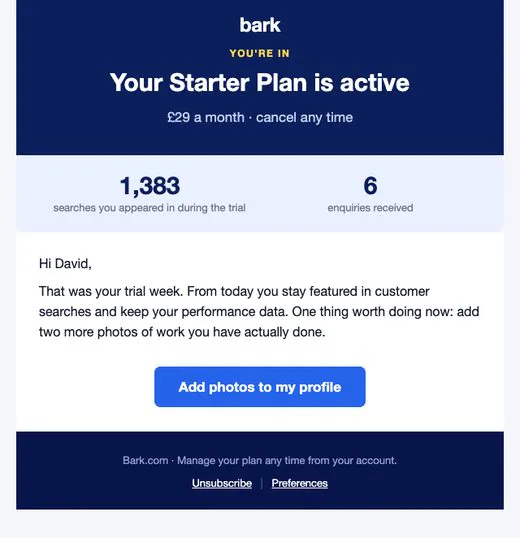 bark
YOU'RE IN
Your Starter Plan is active
£29 a month · cancel any time
1,383
searches you appeared in during the trial
6
enquiries received
Hi David,
That was your trial week. From today you stay featured in customer
searches and keep your performance data. One thing worth doing now: add
two more photos of work you have actually done.
Add photos to my profile
Bark.com · Manage your plan any time from your account.
Unsubscribe | Preferences